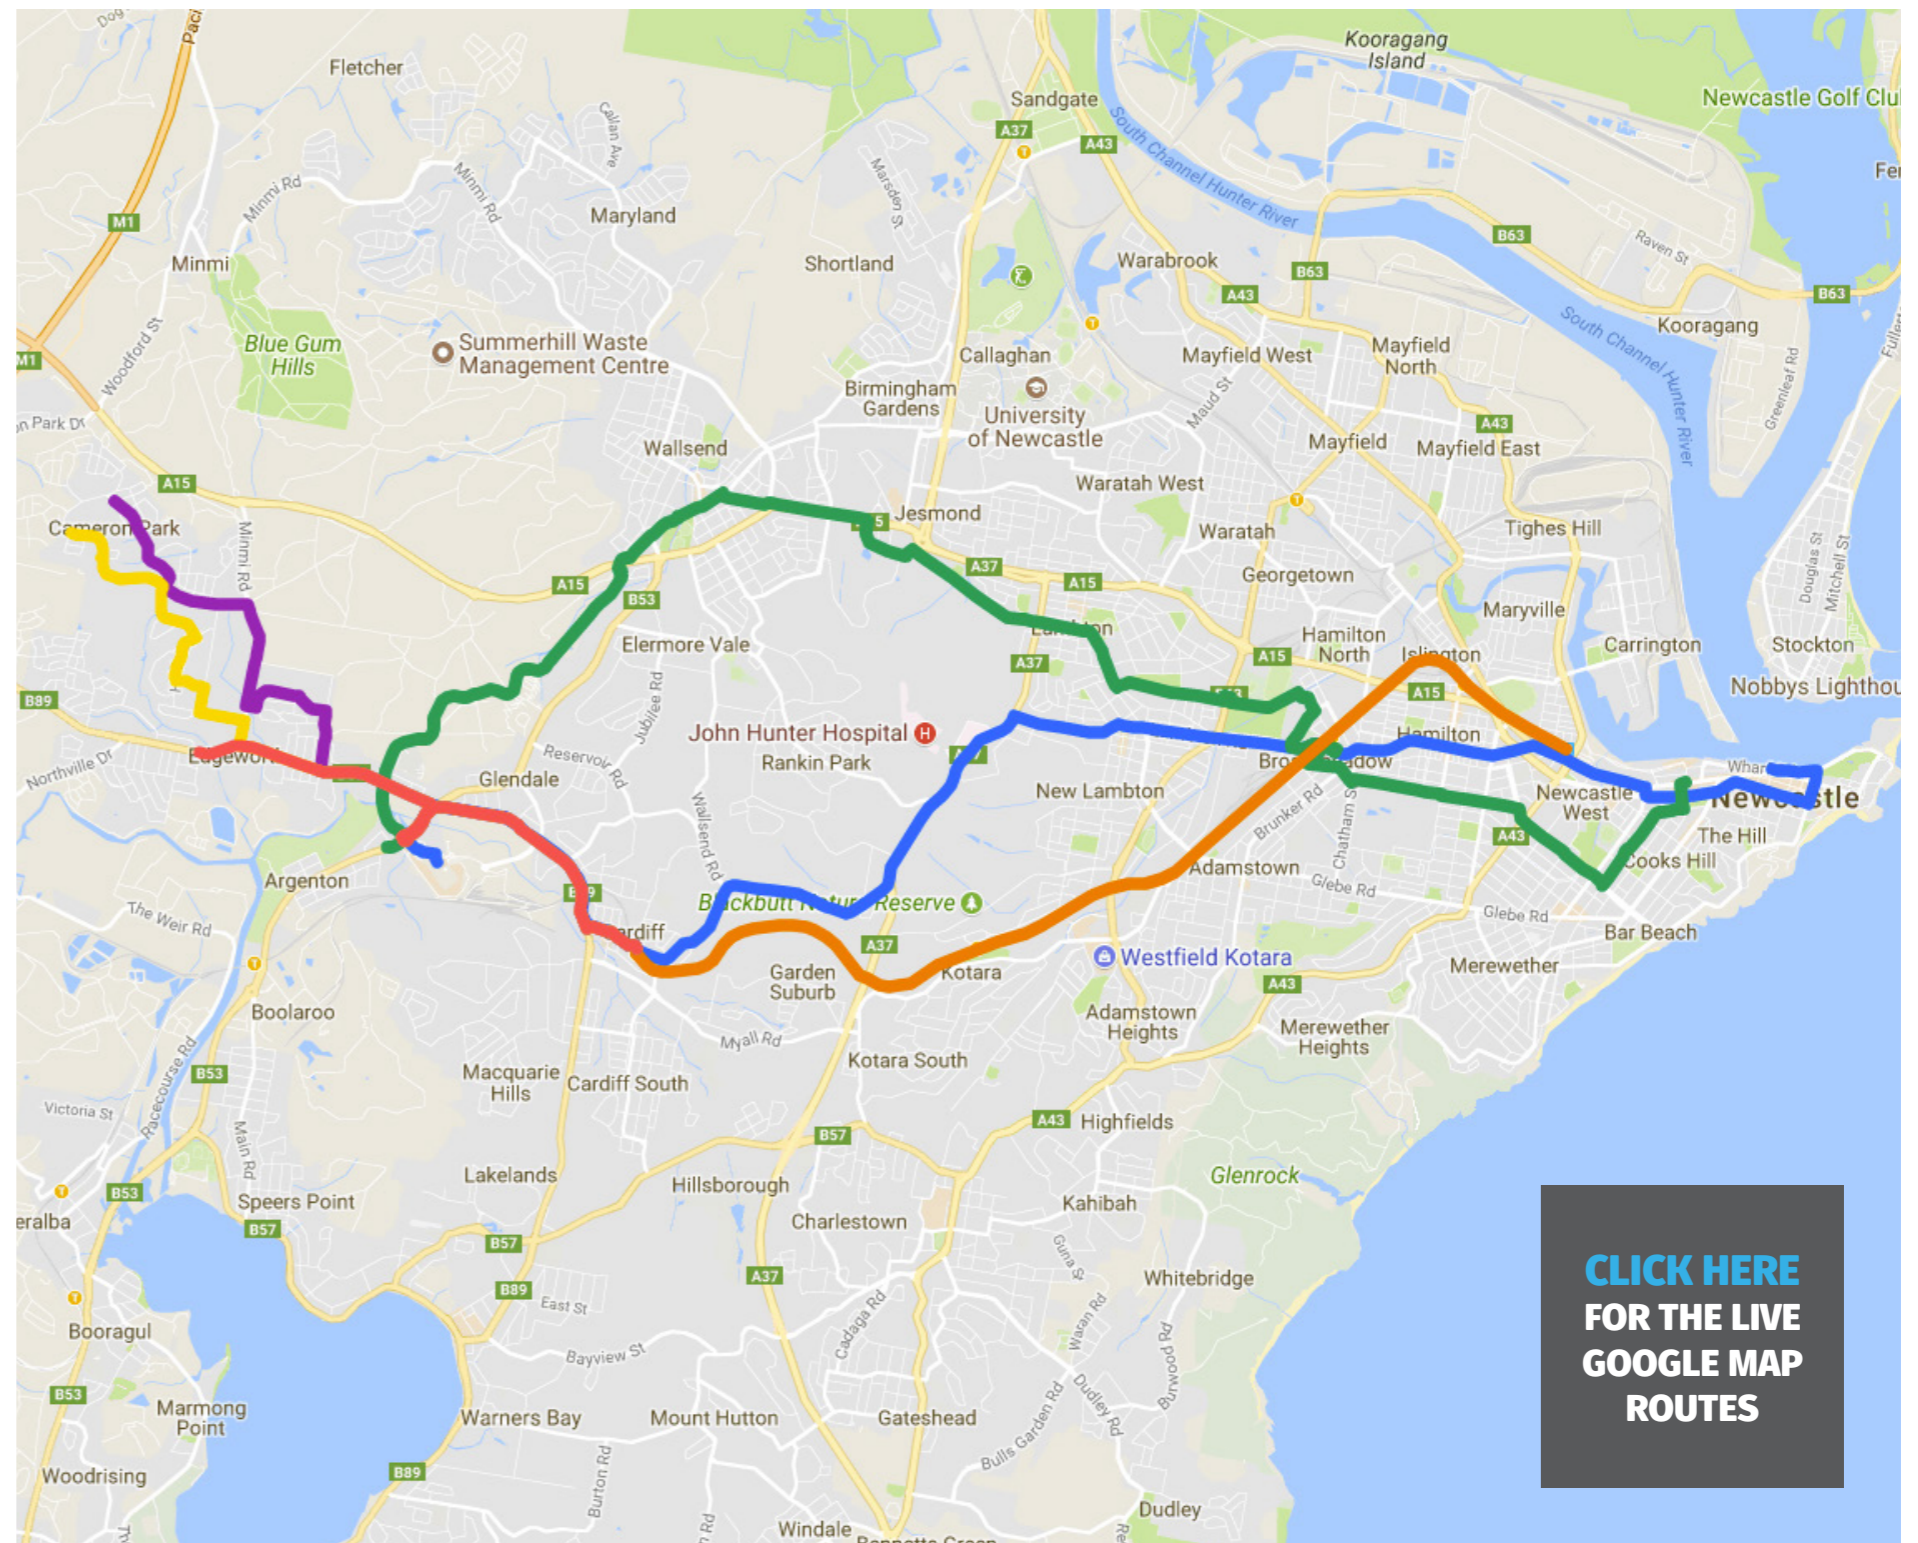 Fletcher
Kooragang
Island
Sandgate
A37
A43
Newcastle Golf Clu
Callan Ave
Marsden St
South Channel Hunter River
Minmi Rd
Minmi Rd
Maryland
M1
B63
Raven St
Minmi
Shortland
Warabrook
B63
A43
B63
South Channel Hunter River
Kooragang
Woodford St
Blue Gum
Hills
Summerhill Waste
Management Centre
M1
Callaghan
Mayfield West
Mayfield
North
Greenleaf Rd
Birmingham
Gardens
University
of Newcastle
Maud St
A43
Wallsend
Mayfield
Mayfield East
A15
Waratah West
Jesmond
Cameron Park
Minmi Rd
Waratah
Tighes Hill
A37
A15
A15
Georgetown
Douglas St
Mitchell St
B53
Maryville
Elermore Vale
Hamilton
North
Islington
Carrington
Stockton
A37
A15
Nobbys Lighthou
B89
A15
Jubilee Rd
John Hunter Hospital
Rankin Park
Hamilton
Northville Dr
Reservoir Rd
Glendale
New Lambton
Newcastle
West
Newcastle
Wallsend Rd
Brunker Rd
Chatham S
A43
The Hill
Cooks Hill
Argenton
Adamstown
Glebe Rd
The Weir Rd
Blackbutt Nature Reserve
Glebe Rd
Bar Beach
A37
Westfield Kotara
Merewether
Garden
Suburb
Kotara
A43
Boolaroo
Adamstown
Heights
Merewether
Heights
Myall Rd
Kotara South
Racecourse Rd
B53
Macquarie
Hills
Cardiff South
Victoria St
Main Rd
B57
A43
Highfields
Lakelands
Hillsborough
Glenrock
B53
Speers Point
Kahibah
eralba
B57
B57
Charlestown
Guna St
Whitebridge
A37
B89
East St
Cadaga Rd
Waran Rd
Burwood Rd
Booragul
Bayview St
B53
Marmong
Point
Warners Bay
Mount Hutton
Gateshead
Dudley Rd
Bulls Garden Rd
Woodrising
B89
Burton Rd
Dudley
Windale
CLICK HERE
FOR THE LIVE
GOOGLE MAP
ROUTES